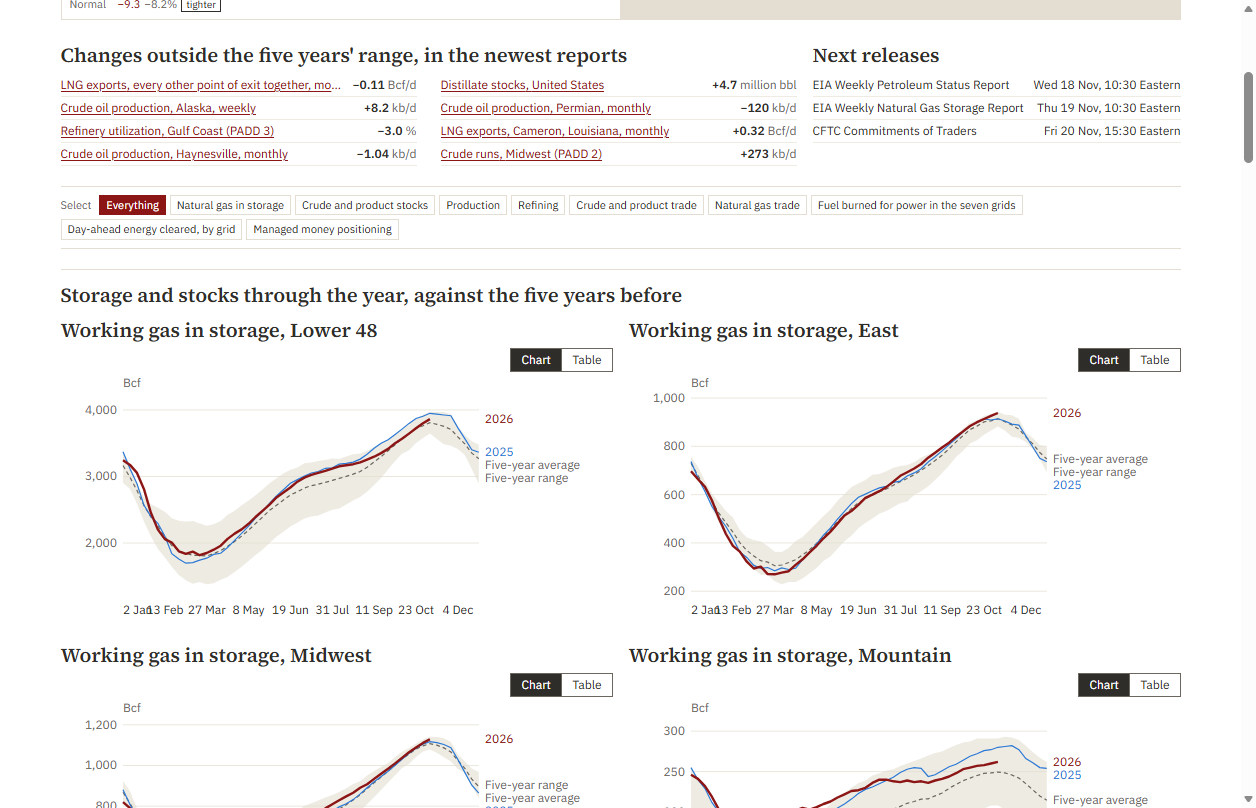 Normal −9.3 −8.2% tighter
Changes outside the five years' range, in the newest reports
LNG exports, every other point of exit together, mo... −0.11 Bcf/d
Crude oil production, Alaska, weekly +8.2 kb/d
Refinery utilization, Gulf Coast (PADD 3) −3.0 %
Crude oil production, Haynesville, monthly −1.04 kb/d
Distillate stocks, United States +4.7 million bbl
Crude oil production, Permian, monthly −120 kb/d
LNG exports, Cameron, Louisiana, monthly +0.32 Bcf/d
Crude runs, Midwest (PADD 2) +273 kb/d
Next releases
EIA Weekly Petroleum Status Report Wed 18 Nov, 10:30 Eastern
EIA Weekly Natural Gas Storage Report Thu 19 Nov, 10:30 Eastern
CFTC Commitments of Traders Fri 20 Nov, 15:30 Eastern
Select Everything Natural gas in storage Crude and product stocks Production Refining Crude and product trade Natural gas trade Fuel burned for power in the seven grids
Day-ahead energy cleared, by grid Managed money positioning
Storage and stocks through the year, against the five years before
Working gas in storage, Lower 48
Chart Table
Bcf
4,000
3,000
2,000
2026
2025
Five-year average
Five-year range
2 Jan 13 Feb 27 Mar 8 May 19 Jun 31 Jul 11 Sep 23 Oct 4 Dec
Working gas in storage, East
Chart Table
Bcf
1,000
800
600
400
200
2026
Five-year average
Five-year range
2025
2 Jan 13 Feb 27 Mar 8 May 19 Jun 31 Jul 11 Sep 23 Oct 4 Dec
Working gas in storage, Midwest
Chart Table
Bcf
1,200
1,000
800
2026
Five-year range
Five-year average
Working gas in storage, Mountain
Chart Table
Bcf
300
250
2026
2025
Five-year average